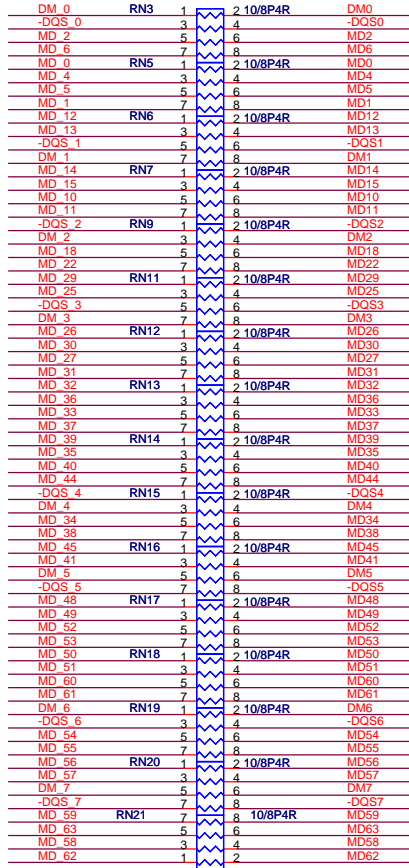 DM_0 RN3 1 2 10/8P4R DM0
-DQS_0 3 4 -DQS0
MD_2 5 6 MD2
MD_6 7 8 MD6
MD_0 RN5 1 2 10/8P4R MD0
MD_4 3 4 MD4
MD_5 5 6 MD5
MD_1 7 8 MD1
MD_12 RN6 1 2 10/8P4R MD12
MD_13 3 4 MD13
-DQS_1 5 6 -DQS1
DM_1 7 8 DM1
MD_14 RN7 1 2 10/8P4R MD14
MD_15 3 4 MD15
MD_10 5 6 MD10
MD_11 7 8 MD11
-DQS_2 RN9 1 2 10/8P4R -DQS2
DM_2 3 4 DM2
MD_18 5 6 MD18
MD_22 7 8 MD22
MD_29 RN11 1 2 10/8P4R MD29
MD_25 3 4 MD25
-DQS_3 5 6 -DQS3
DM_3 7 8 DM3
MD_26 RN12 1 2 10/8P4R MD26
MD_30 3 4 MD30
MD_27 5 6 MD27
MD_31 7 8 MD31
MD_32 RN13 1 2 10/8P4R MD32
MD_36 3 4 MD36
MD_33 5 6 MD33
MD_37 7 8 MD37
MD_39 RN14 1 2 10/8P4R MD39
MD_35 3 4 MD35
MD_40 5 6 MD40
MD_44 7 8 MD44
-DQS_4 RN15 1 2 10/8P4R -DQS4
DM_4 3 4 DM4
MD_34 5 6 MD34
MD_38 7 8 MD38
MD_45 RN16 1 2 10/8P4R MD45
MD_41 3 4 MD41
DM_5 5 6 DM5
-DQS_5 7 8 -DQS5
MD_48 RN17 1 2 10/8P4R MD48
MD_49 3 4 MD49
MD_52 5 6 MD52
MD_53 7 8 MD53
MD_50 RN18 1 2 10/8P4R MD50
MD_51 3 4 MD51
MD_60 5 6 MD60
MD_61 7 8 MD61
DM_6 RN19 1 2 10/8P4R DM6
-DQS_6 3 4 -DQS6
MD_54 5 6 MD54
MD_55 7 8 MD55
MD_56 RN20 1 2 10/8P4R MD56
MD_57 3 4 MD57
DM_7 5 6 DM7
-DQS_7 7 8 -DQS7
MD_59 RN21 7 8 10/8P4R MD59
MD_63 5 6 MD63
MD_58 3 4 MD58
MD_62 1 2 MD62